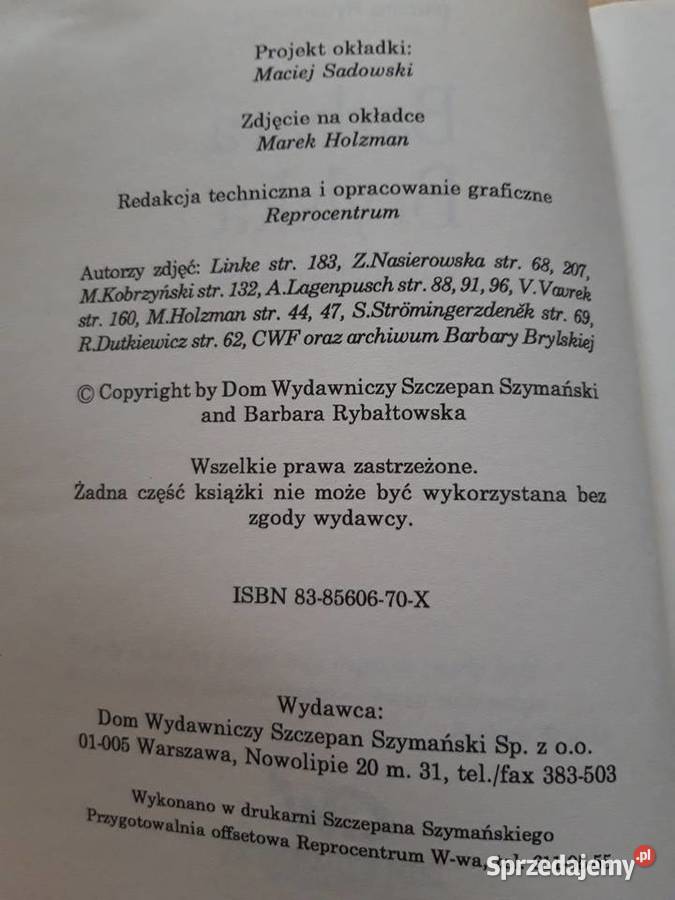 Projekt okładki:
Maciej Sadowski
Zdjęcie na okładce
Marek Holzman
Redakcja techniczna i opracowanie graficzne
Reprocentrum
Autorzy zdjęć: Linke str. 183, Z.Nasierowska str. 68, 207,
M.Kobrzyński str. 132, A.Lagenpusch str. 88, 91, 96, V.Vavrek
str. 160, M.Holzman str. 44, 47, S.Strömingerzdeněk str. 69,
R.Dutkiewicz str. 62, CWF oraz archiwum Barbary Brylskiej
© Copyright by Dom Wydawniczy Szczepan Szymański
and Barbara Rybałtowska
Wszelkie prawa zastrzeżone.
Żadna część książki nie może być wykorzystana bez
zgody wydawcy.
ISBN 83-85606-70-X
Wydawca:
Dom Wydawniczy Szczepan Szymański Sp. z o.o.
01-005 Warszawa, Nowolipie 20 m. 31, tel./fax 383-503
Wykonano w drukarni Szczepana Szymańskiego
Przygotowalnia offsetowa Reprocentrum W-wa,
Sprzedajemy.pl